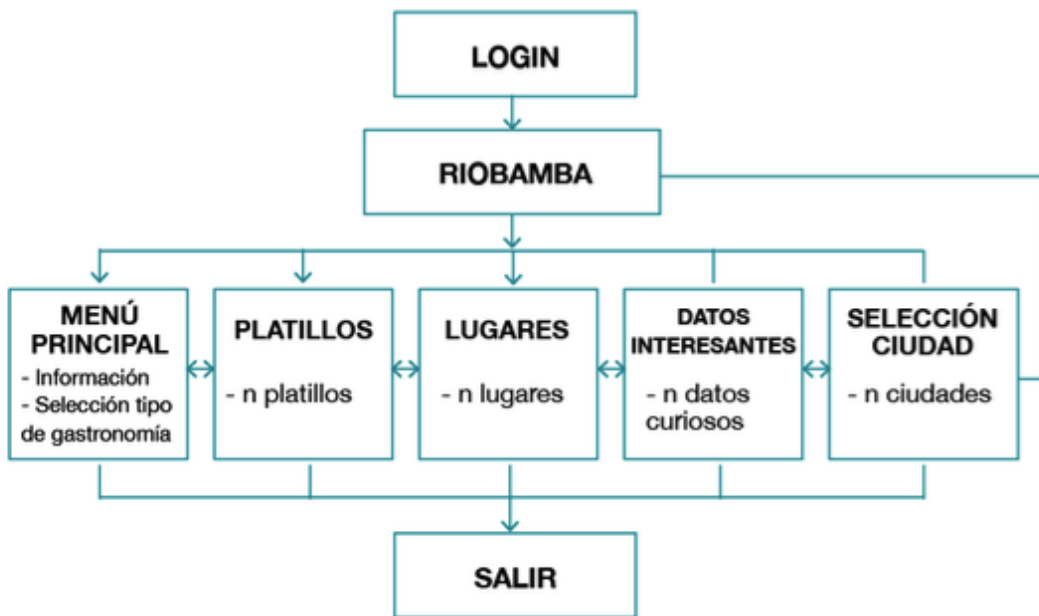 LOGIN
RIOBAMBA
MENÚ
PRINCIPAL
- Información
- Selección tipo
de gastronomía
PLATILLOS
- n platillos
LUGARES
- n lugares
DATOS
INTERESANTES
- n datos
curiosos
SELECCIÓN
CIUDAD
- n ciudades
SALIR